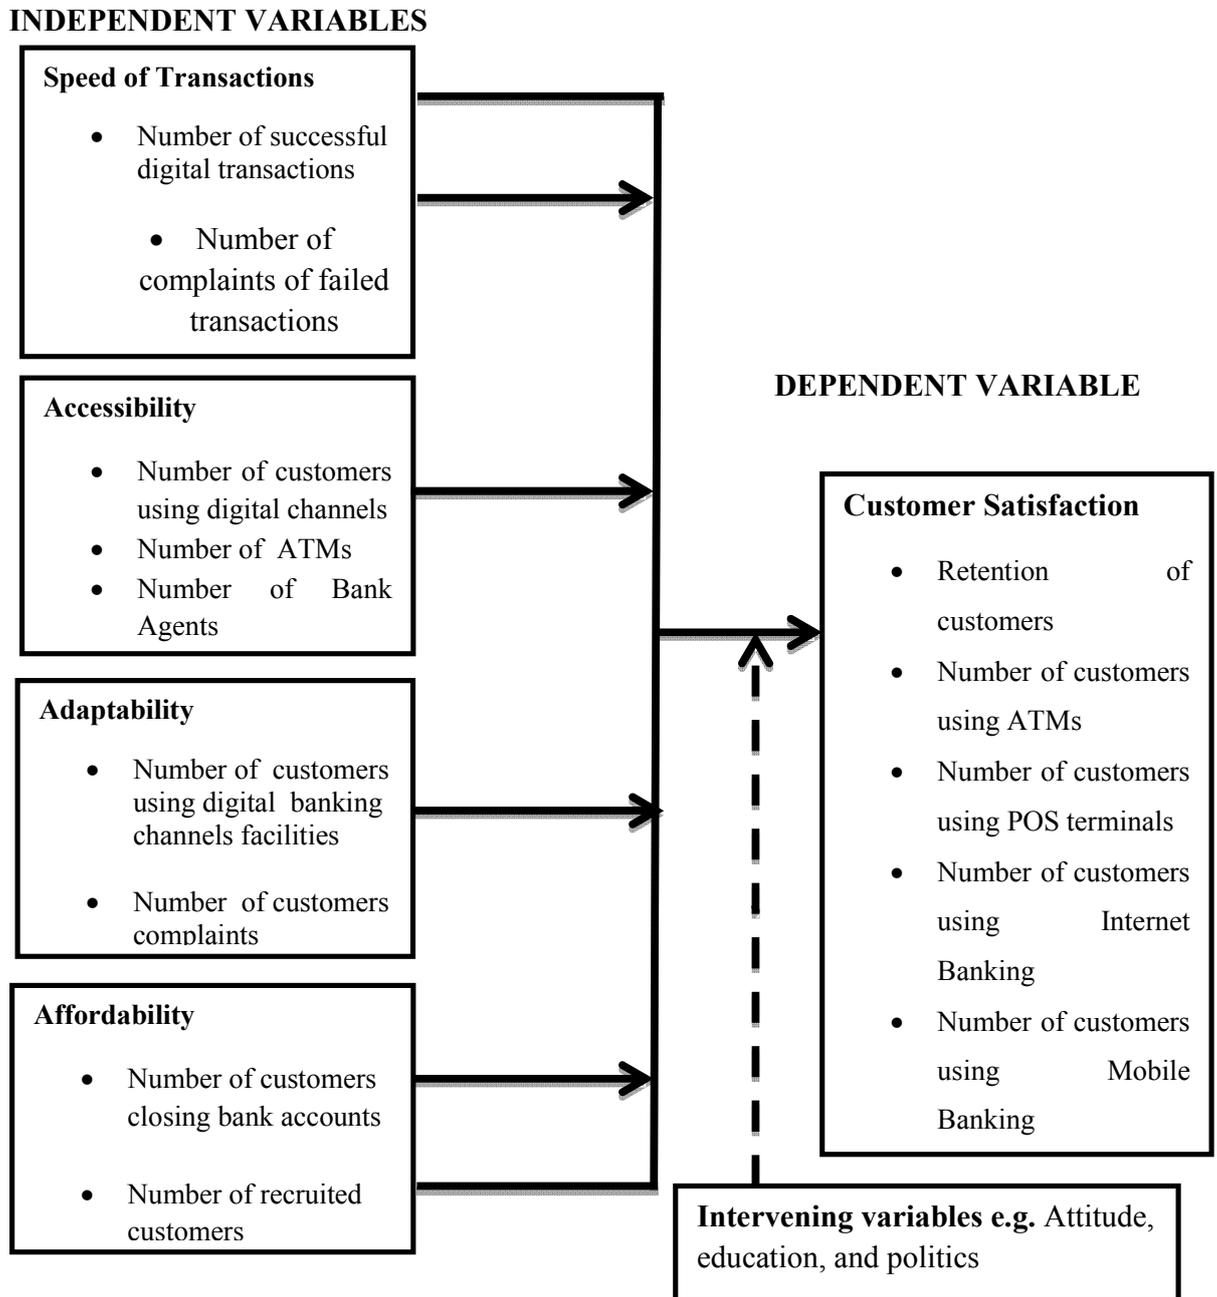 INDEPENDENT VARIABLES
Speed of Transactions
• Number of successful
digital transactions
• Number of
complaints of failed
transactions
Accessibility
• Number of customers
using digital channels
• Number of ATMs
• Number of Bank
Agents
Adaptability
• Number of customers
using digital banking
channels facilities
• Number of customers
complaints
Affordability
• Number of customers
closing bank accounts
• Number of recruited
customers
DEPENDENT VARIABLE
Customer Satisfaction
• Retention of
customers
• Number of customers
using ATMs
• Number of customers
using POS terminals
• Number of customers
using Internet
Banking
• Number of customers
using Mobile
Banking
Intervening variables e.g. Attitude,
education, and politics